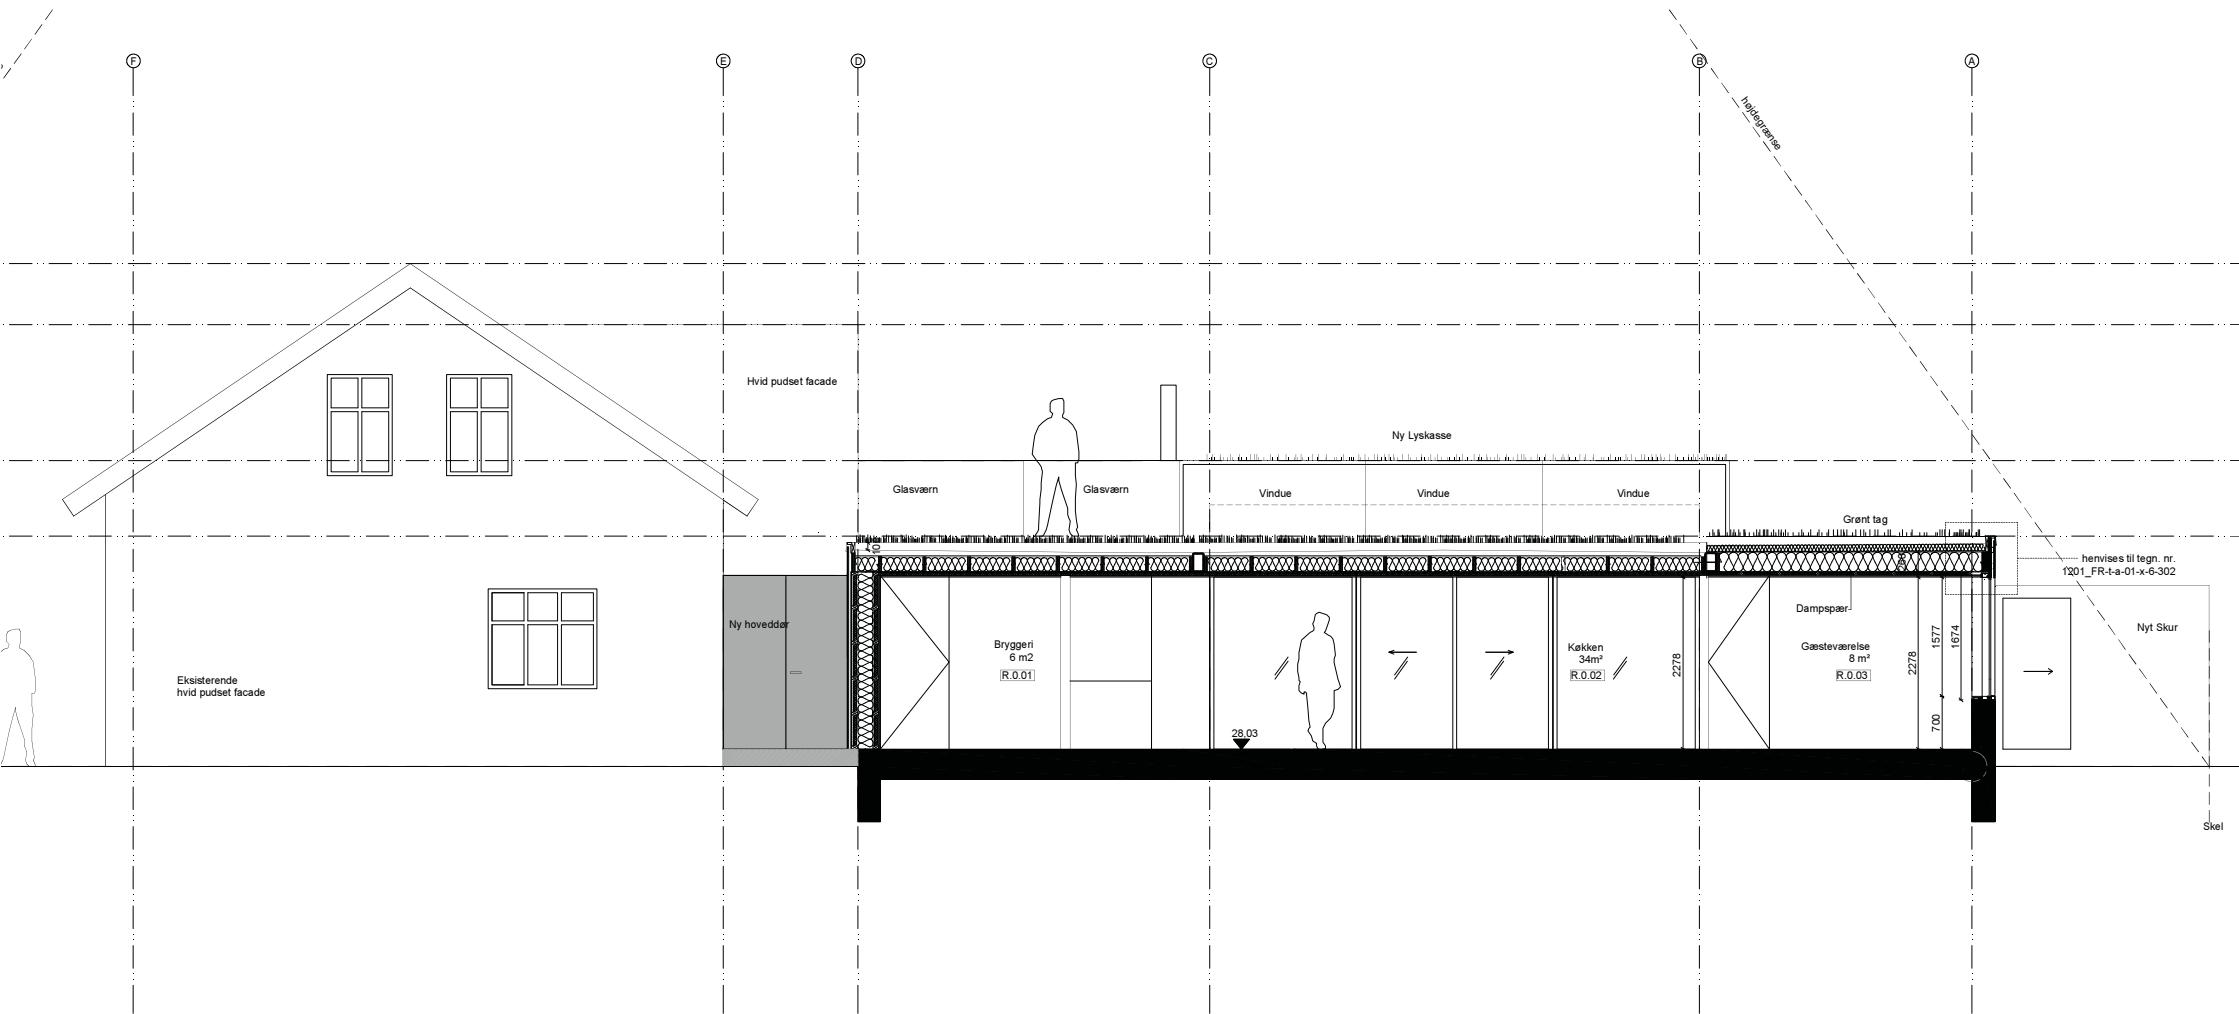 F
E
D
C
B
A
højdegrænse
Hvid pudset facade
Ny Lyskasse
Glasværn
Glasværn
Vindue
Vindue
Vindue
Grønt tag
henvises til tegn. nr.
1201_FR-t-a-01-x-6-302
Dampspær
Ny hoveddør
Nyt Skur
Bryggeri
6 m2
R.0.01
Køkken
34m²
R.0.02
2278
Gæsteværelse
8 m²
R.0.03
2278
1577
1674
700
Eksisterende
hvid pudset facade
28,03
Skel